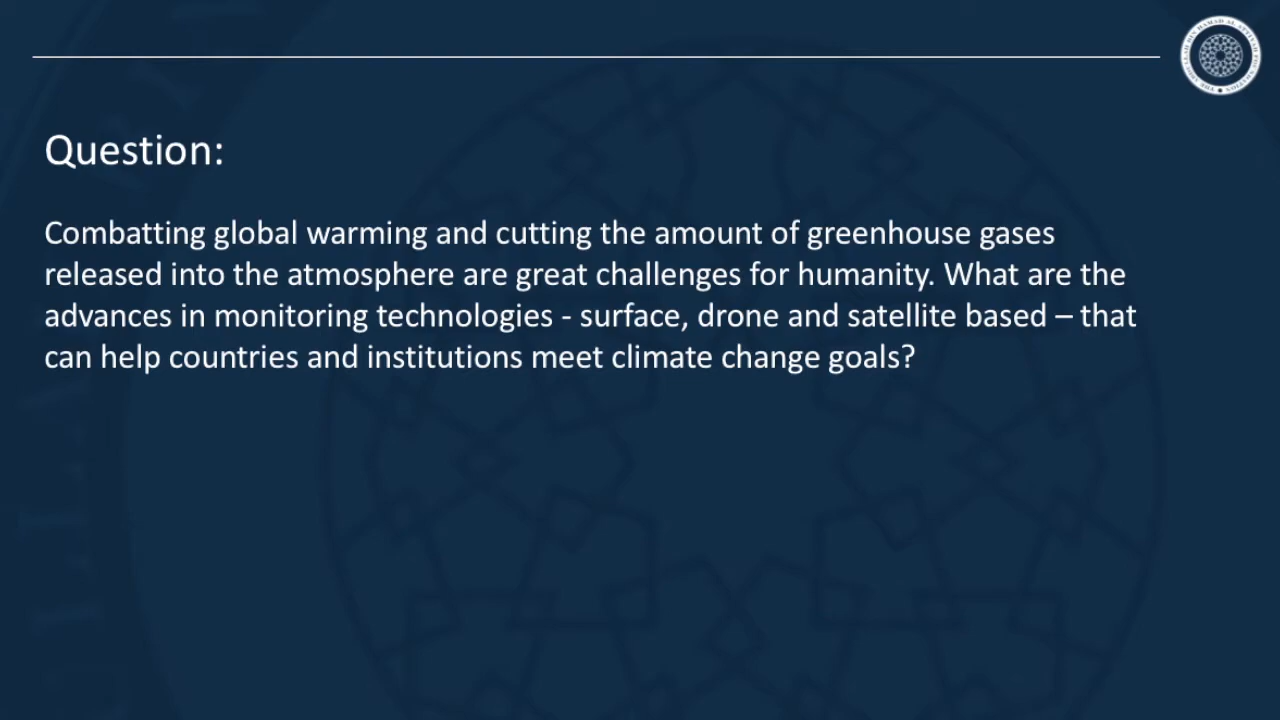 Question:
Combatting global warming and cutting the amount of greenhouse gases
released into the atmosphere are great challenges for humanity. What are the
advances in monitoring technologies - surface, drone and satellite based – that
can help countries and institutions meet climate change goals?